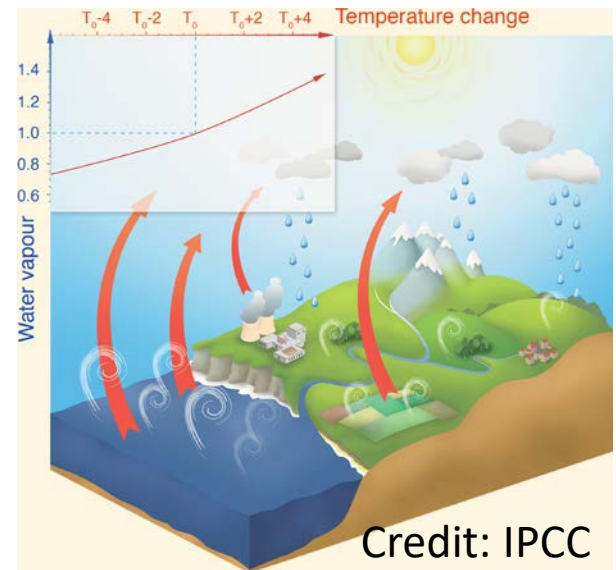 T₀-4 T₀-2 T₀ T₀+2 T₀+4 Temperature change
1.4
1.2
1.0
0.8
0.6
Water vapour
Credit: IPCC